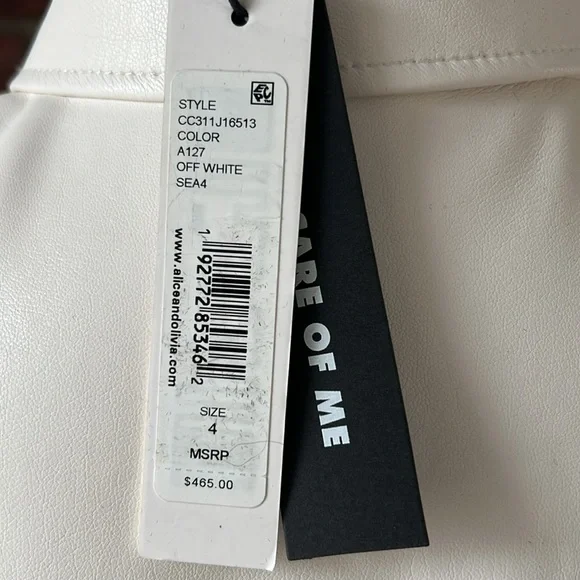 STYLE
CC311J16513
COLOR
A127
OFF WHITE
SEA4
1 92772 85346 2
www.aliceandolivia.com
SIZE
4
MSRP
$465.00
CARE OF ME